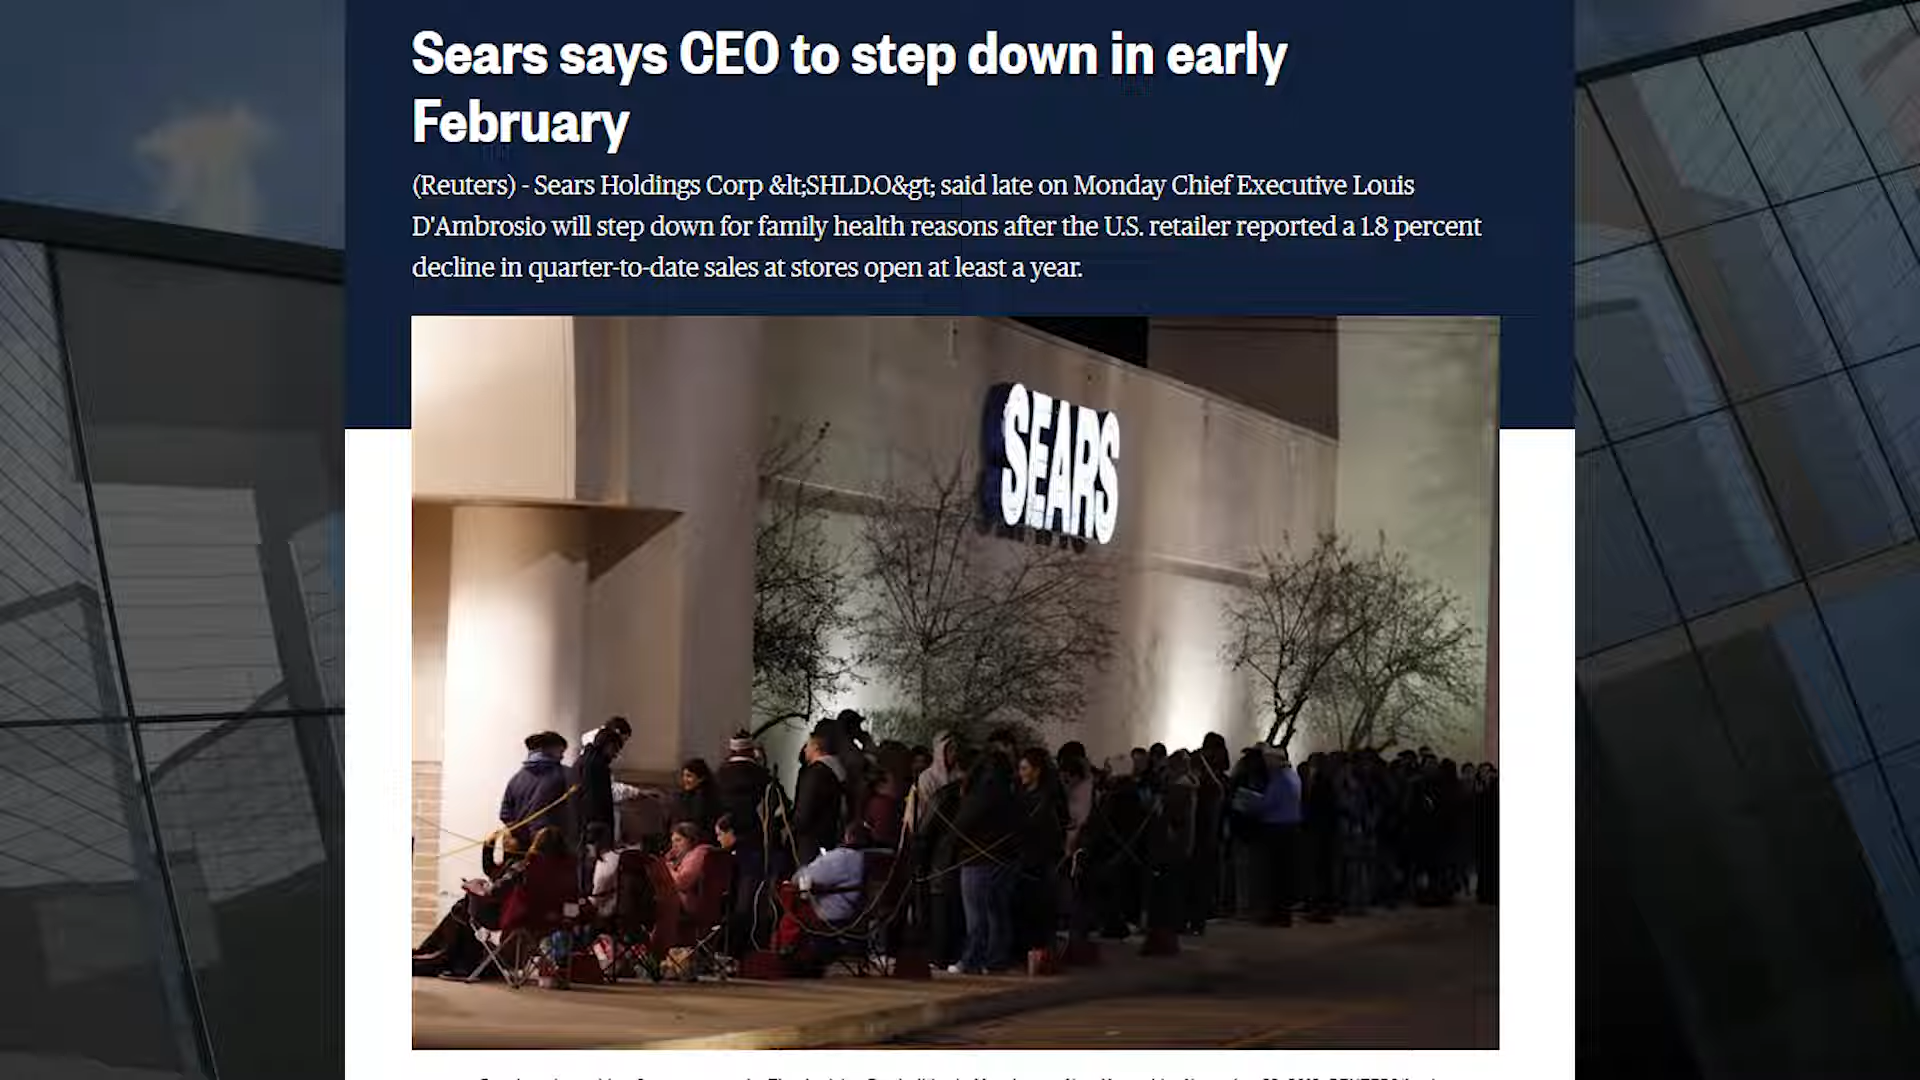 Sears says CEO to step down in early
February
(Reuters) - Sears Holdings Corp &lt;SHLD.O&gt; said late on Monday Chief Executive Louis
D'Ambrosio will step down for family health reasons after the U.S. retailer reported a 1.8 percent
decline in quarter-to-date sales at stores open at least a year.
SEARS